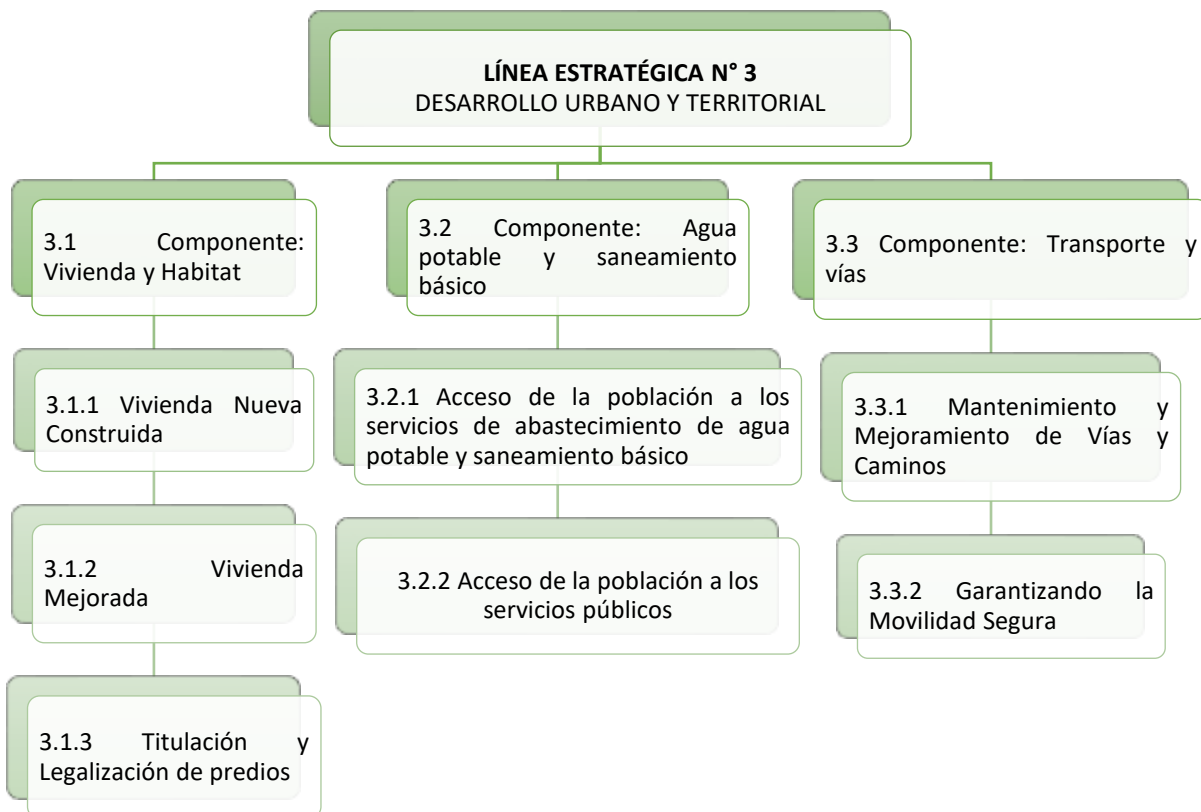 LÍNEA ESTRATÉGICA N° 3
DESARROLLO URBANO Y TERRITORIAL
3.1 Componente:
Vivienda y Habitat
3.1.1 Vivienda Nueva
Construida
3.1.2 Vivienda
Mejorada
3.1.3 Titulación y
Legalización de predios
3.2 Componente: Agua
potable y saneamiento
básico
3.2.1 Acceso de la población a los
servicios de abastecimiento de agua
potable y saneamiento básico
3.2.2 Acceso de la población a los
servicios públicos
3.3 Componente: Transporte y
vías
3.3.1 Mantenimiento y
Mejoramiento de Vías y
Caminos
3.3.2 Garantizando la
Movilidad Segura